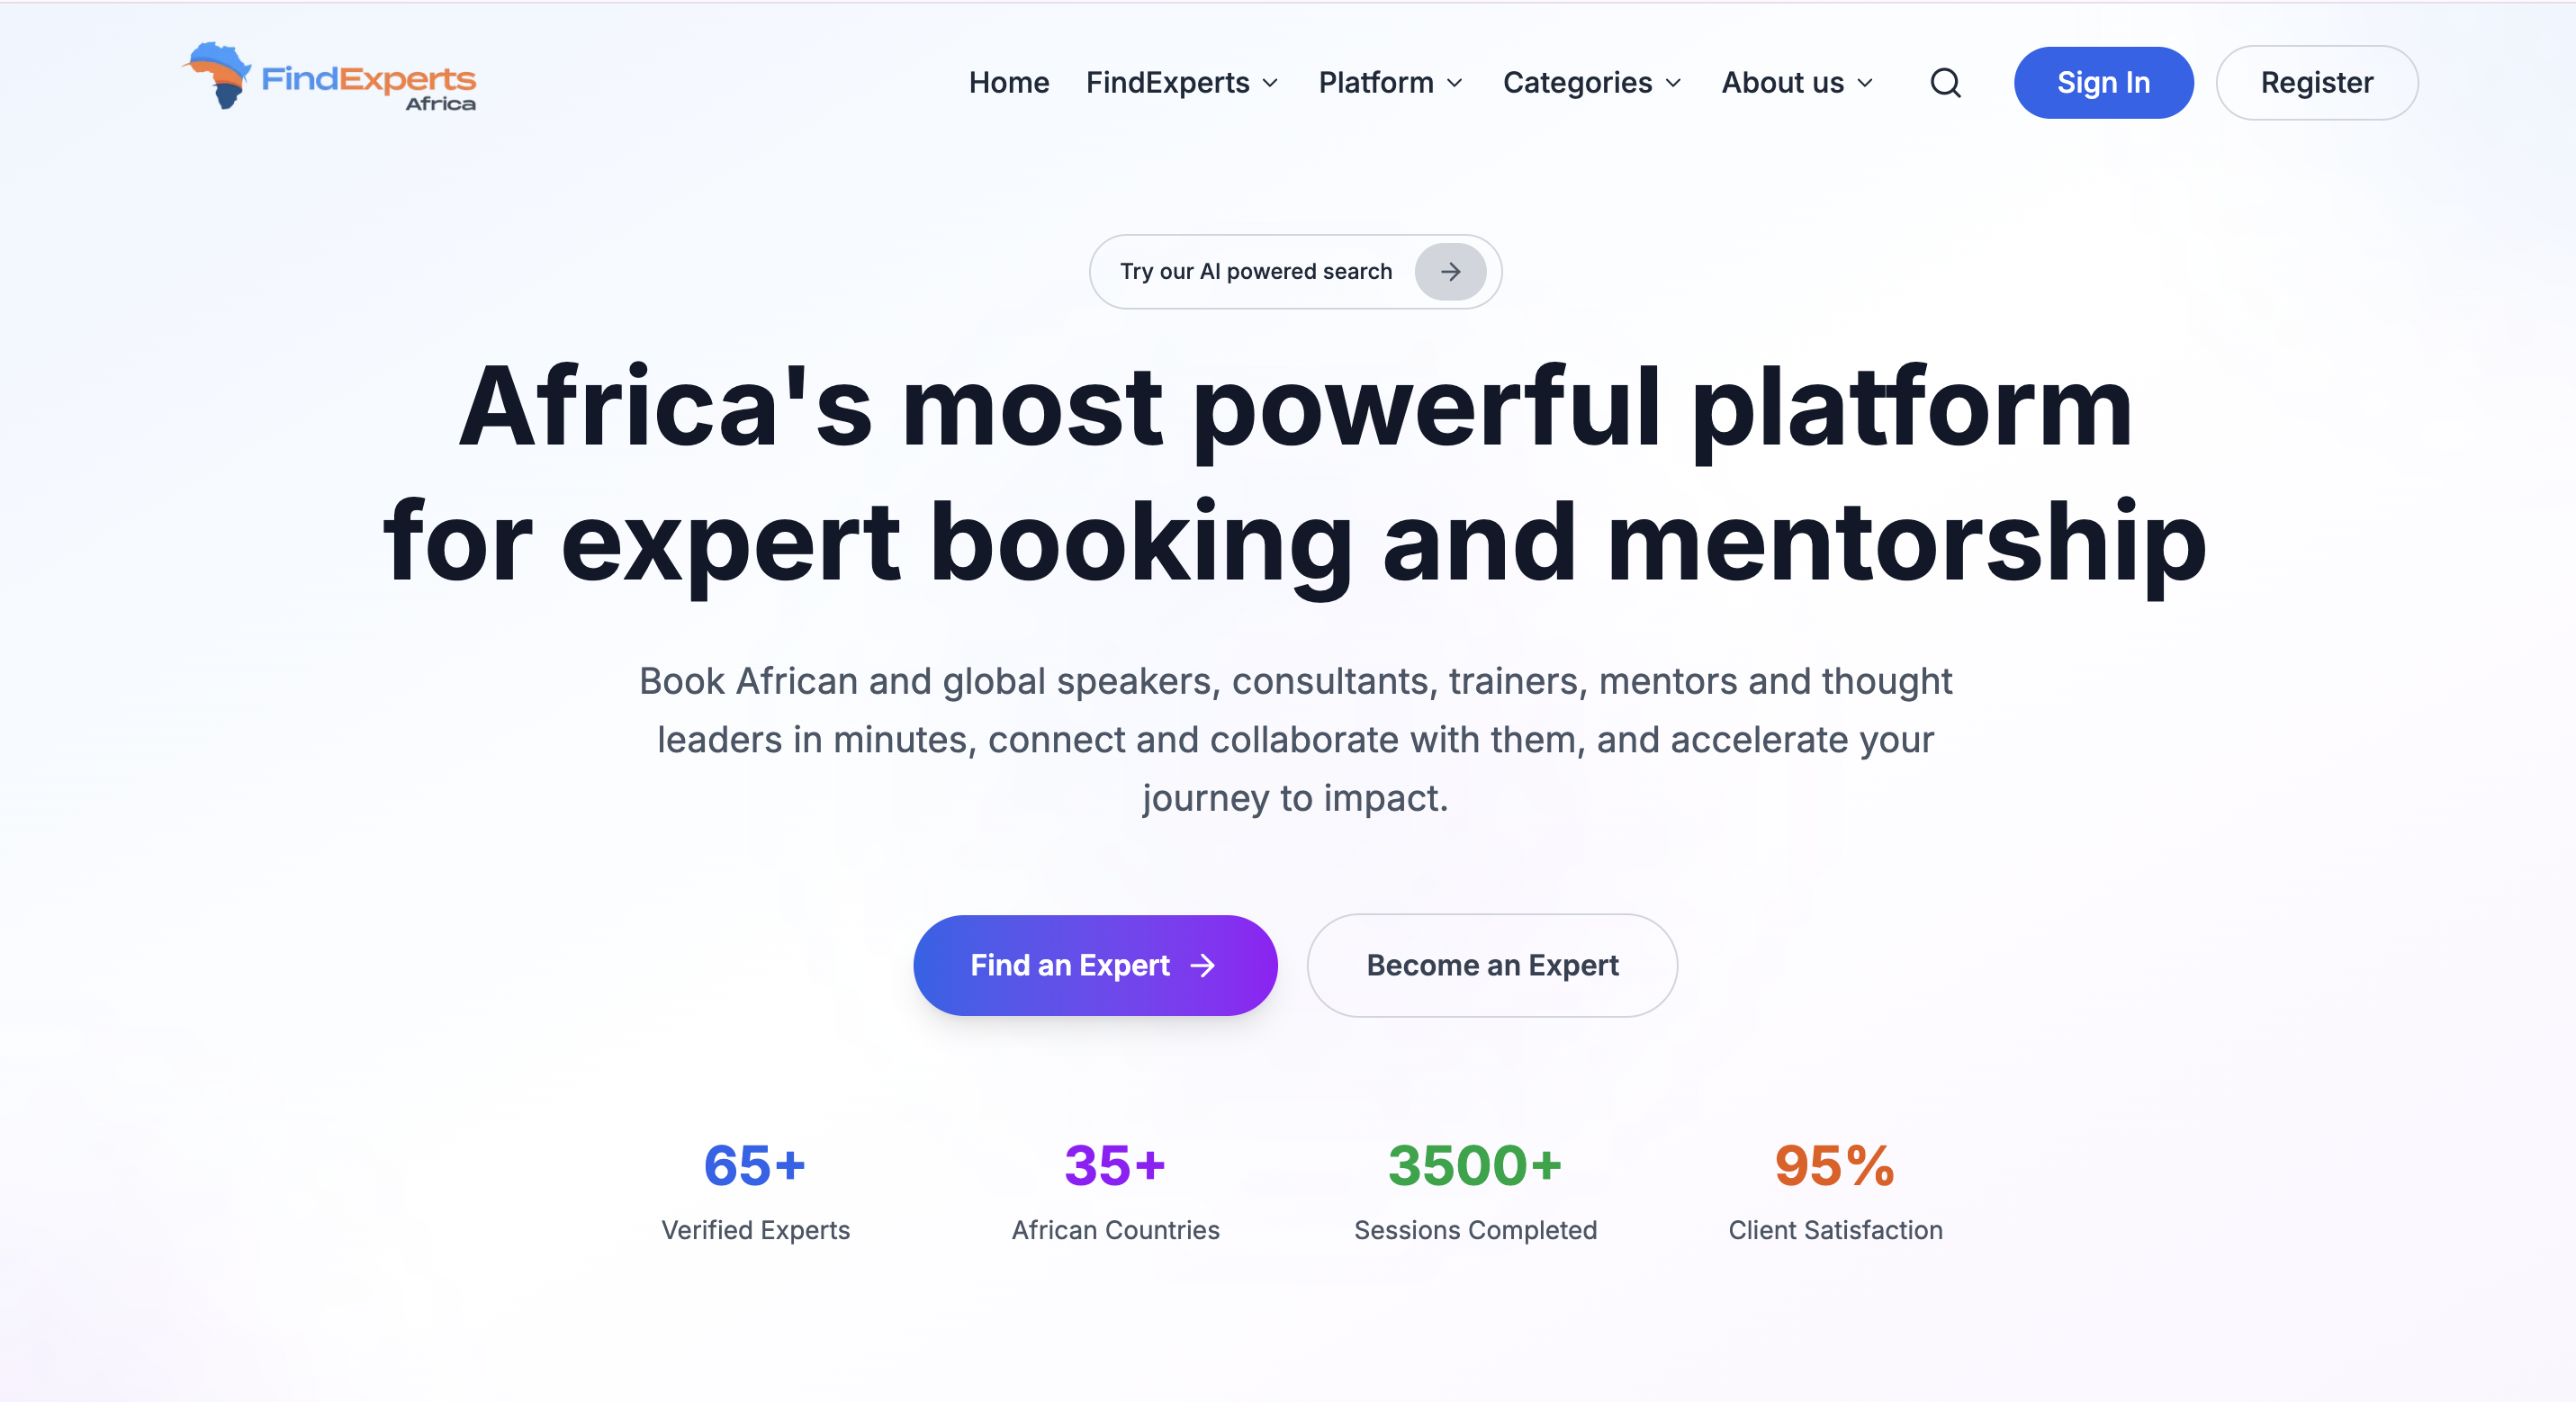 FindExperts
Africa
Home FindExperts Platform Categories About us Sign In Register
Try our AI powered search
Africa's most powerful platform
for expert booking and mentorship
Book African and global speakers, consultants, trainers, mentors and thought
leaders in minutes, connect and collaborate with them, and accelerate your
journey to impact.
Find an Expert Become an Expert
65+ 35+ 3500+ 95%
Verified Experts African Countries Sessions Completed Client Satisfaction